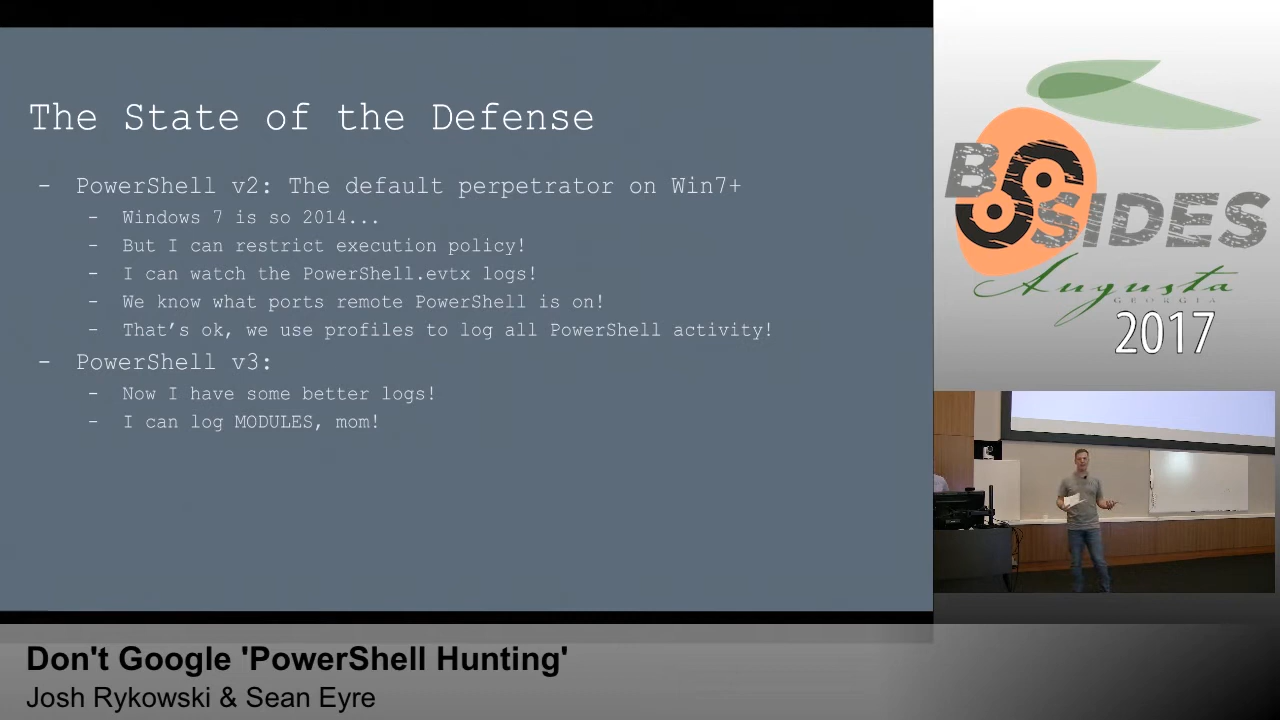 The State of the Defense
- PowerShell v2: The default perpetrator on Win7+
- Windows 7 is so 2014...
- But I can restrict execution policy!
- I can watch the PowerShell.evtx logs!
- We know what ports remote PowerShell is on!
- That's ok, we use profiles to log all PowerShell activity!
- PowerShell v3:
- Now I have some better logs!
- I can log MODULES, mom!
BSIDES
Augusta
GEORGIA
2017
Don't Google 'PowerShell Hunting'
Josh Rykowski & Sean Eyre